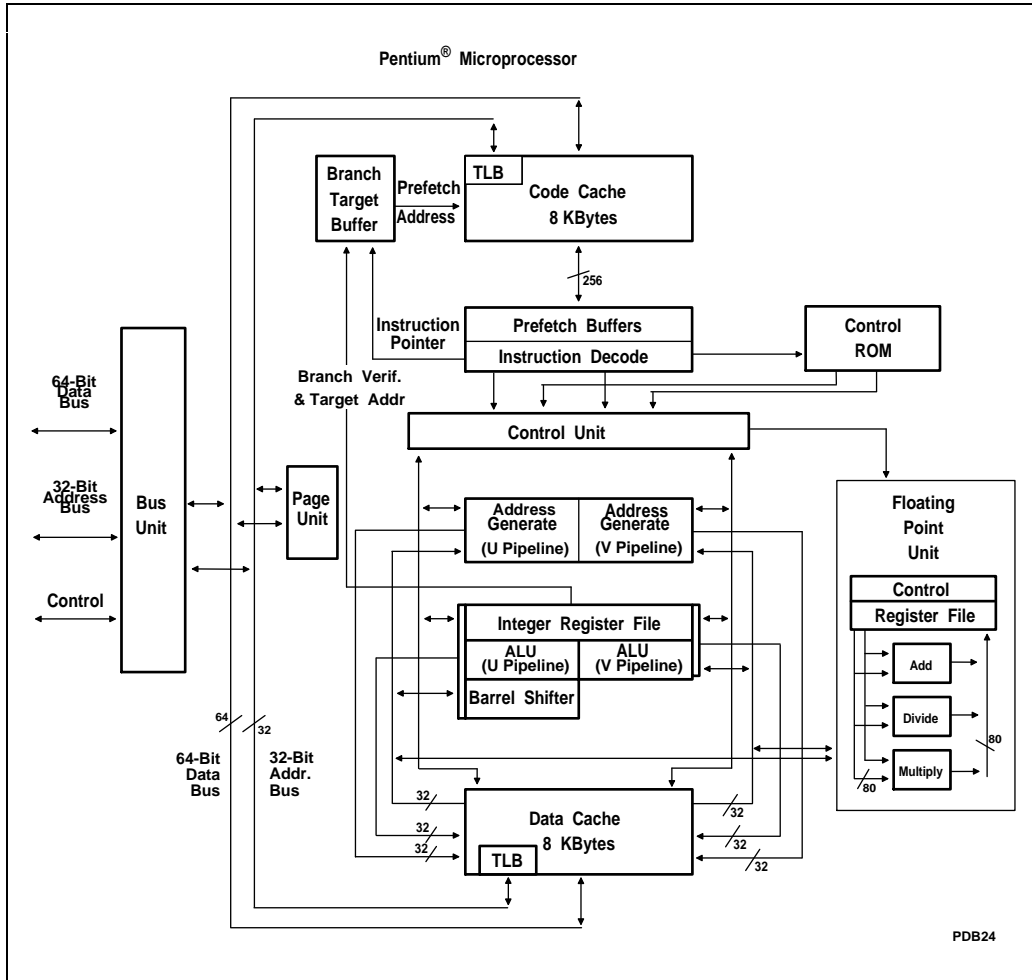 Pentium® Microprocessor
TLB
Code Cache
8 KBytes
Branch
Target
Buffer
Prefetch
Address
256
Instruction
Pointer
Prefetch Buffers
Instruction Decode
Control
ROM
Branch Verif.
& Target Addr
Control Unit
64-Bit
Data
Bus
32-Bit
Address
Bus
Control
Bus
Unit
Page
Unit
Address
Generate
(U Pipeline)
Address
Generate
(V Pipeline)
Floating
Point
Unit
Control
Register File
Add
Divide
Multiply
80
80
Integer Register File
ALU
(U Pipeline)
ALU
(V Pipeline)
Barrel Shifter
64
32
64-Bit
Data
Bus
32-Bit
Addr.
Bus
32
32
32
32
32
32
Data Cache
8 KBytes
TLB
PDB24